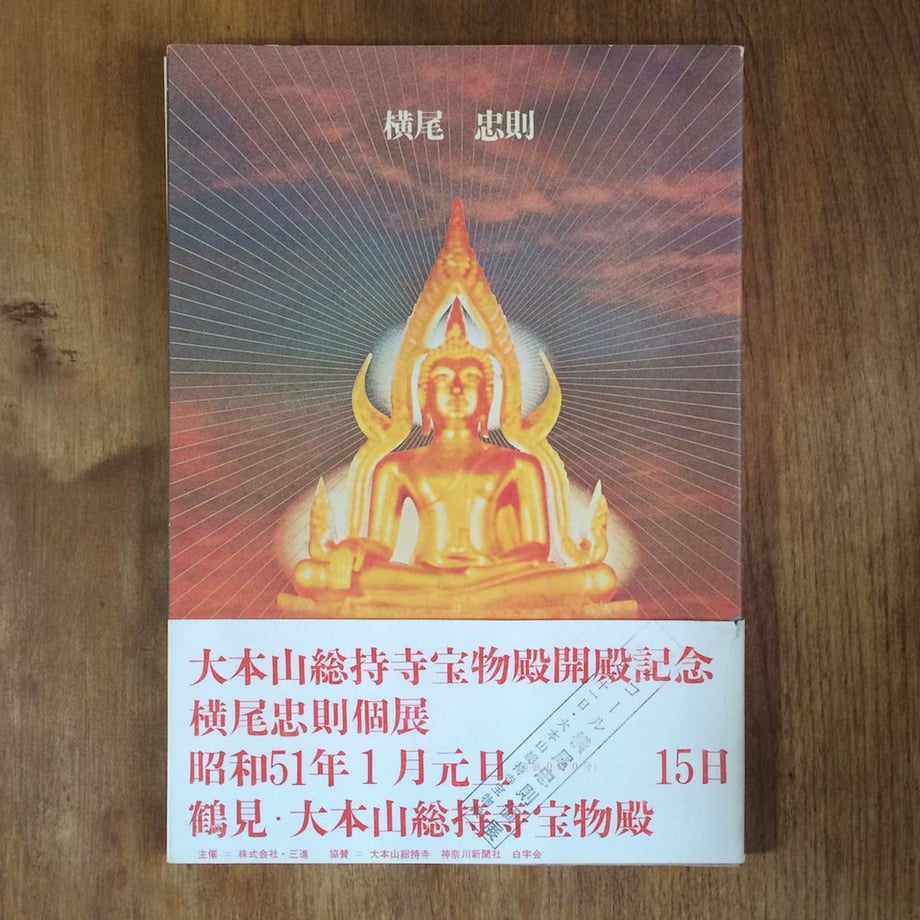 横尾 忠則
大本山総持寺宝物殿開殿記念
横尾忠則個展
昭和51年1月元日 15日
鶴見・大本山総持寺宝物殿
主催=株式会社・三進 協賛=大本山総持寺 神奈川新聞社 白字会